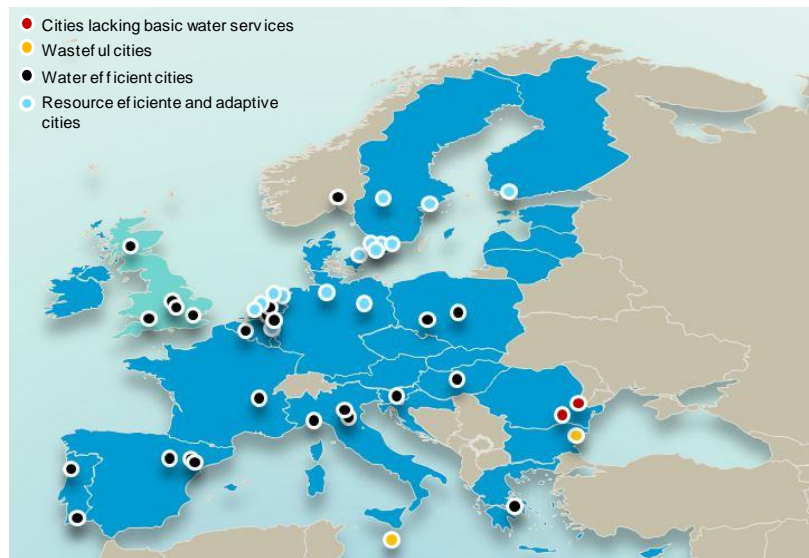 Cities lacking basic water services
Wasteful cities
Water efficient cities
Resource eficiente and adaptive
cities